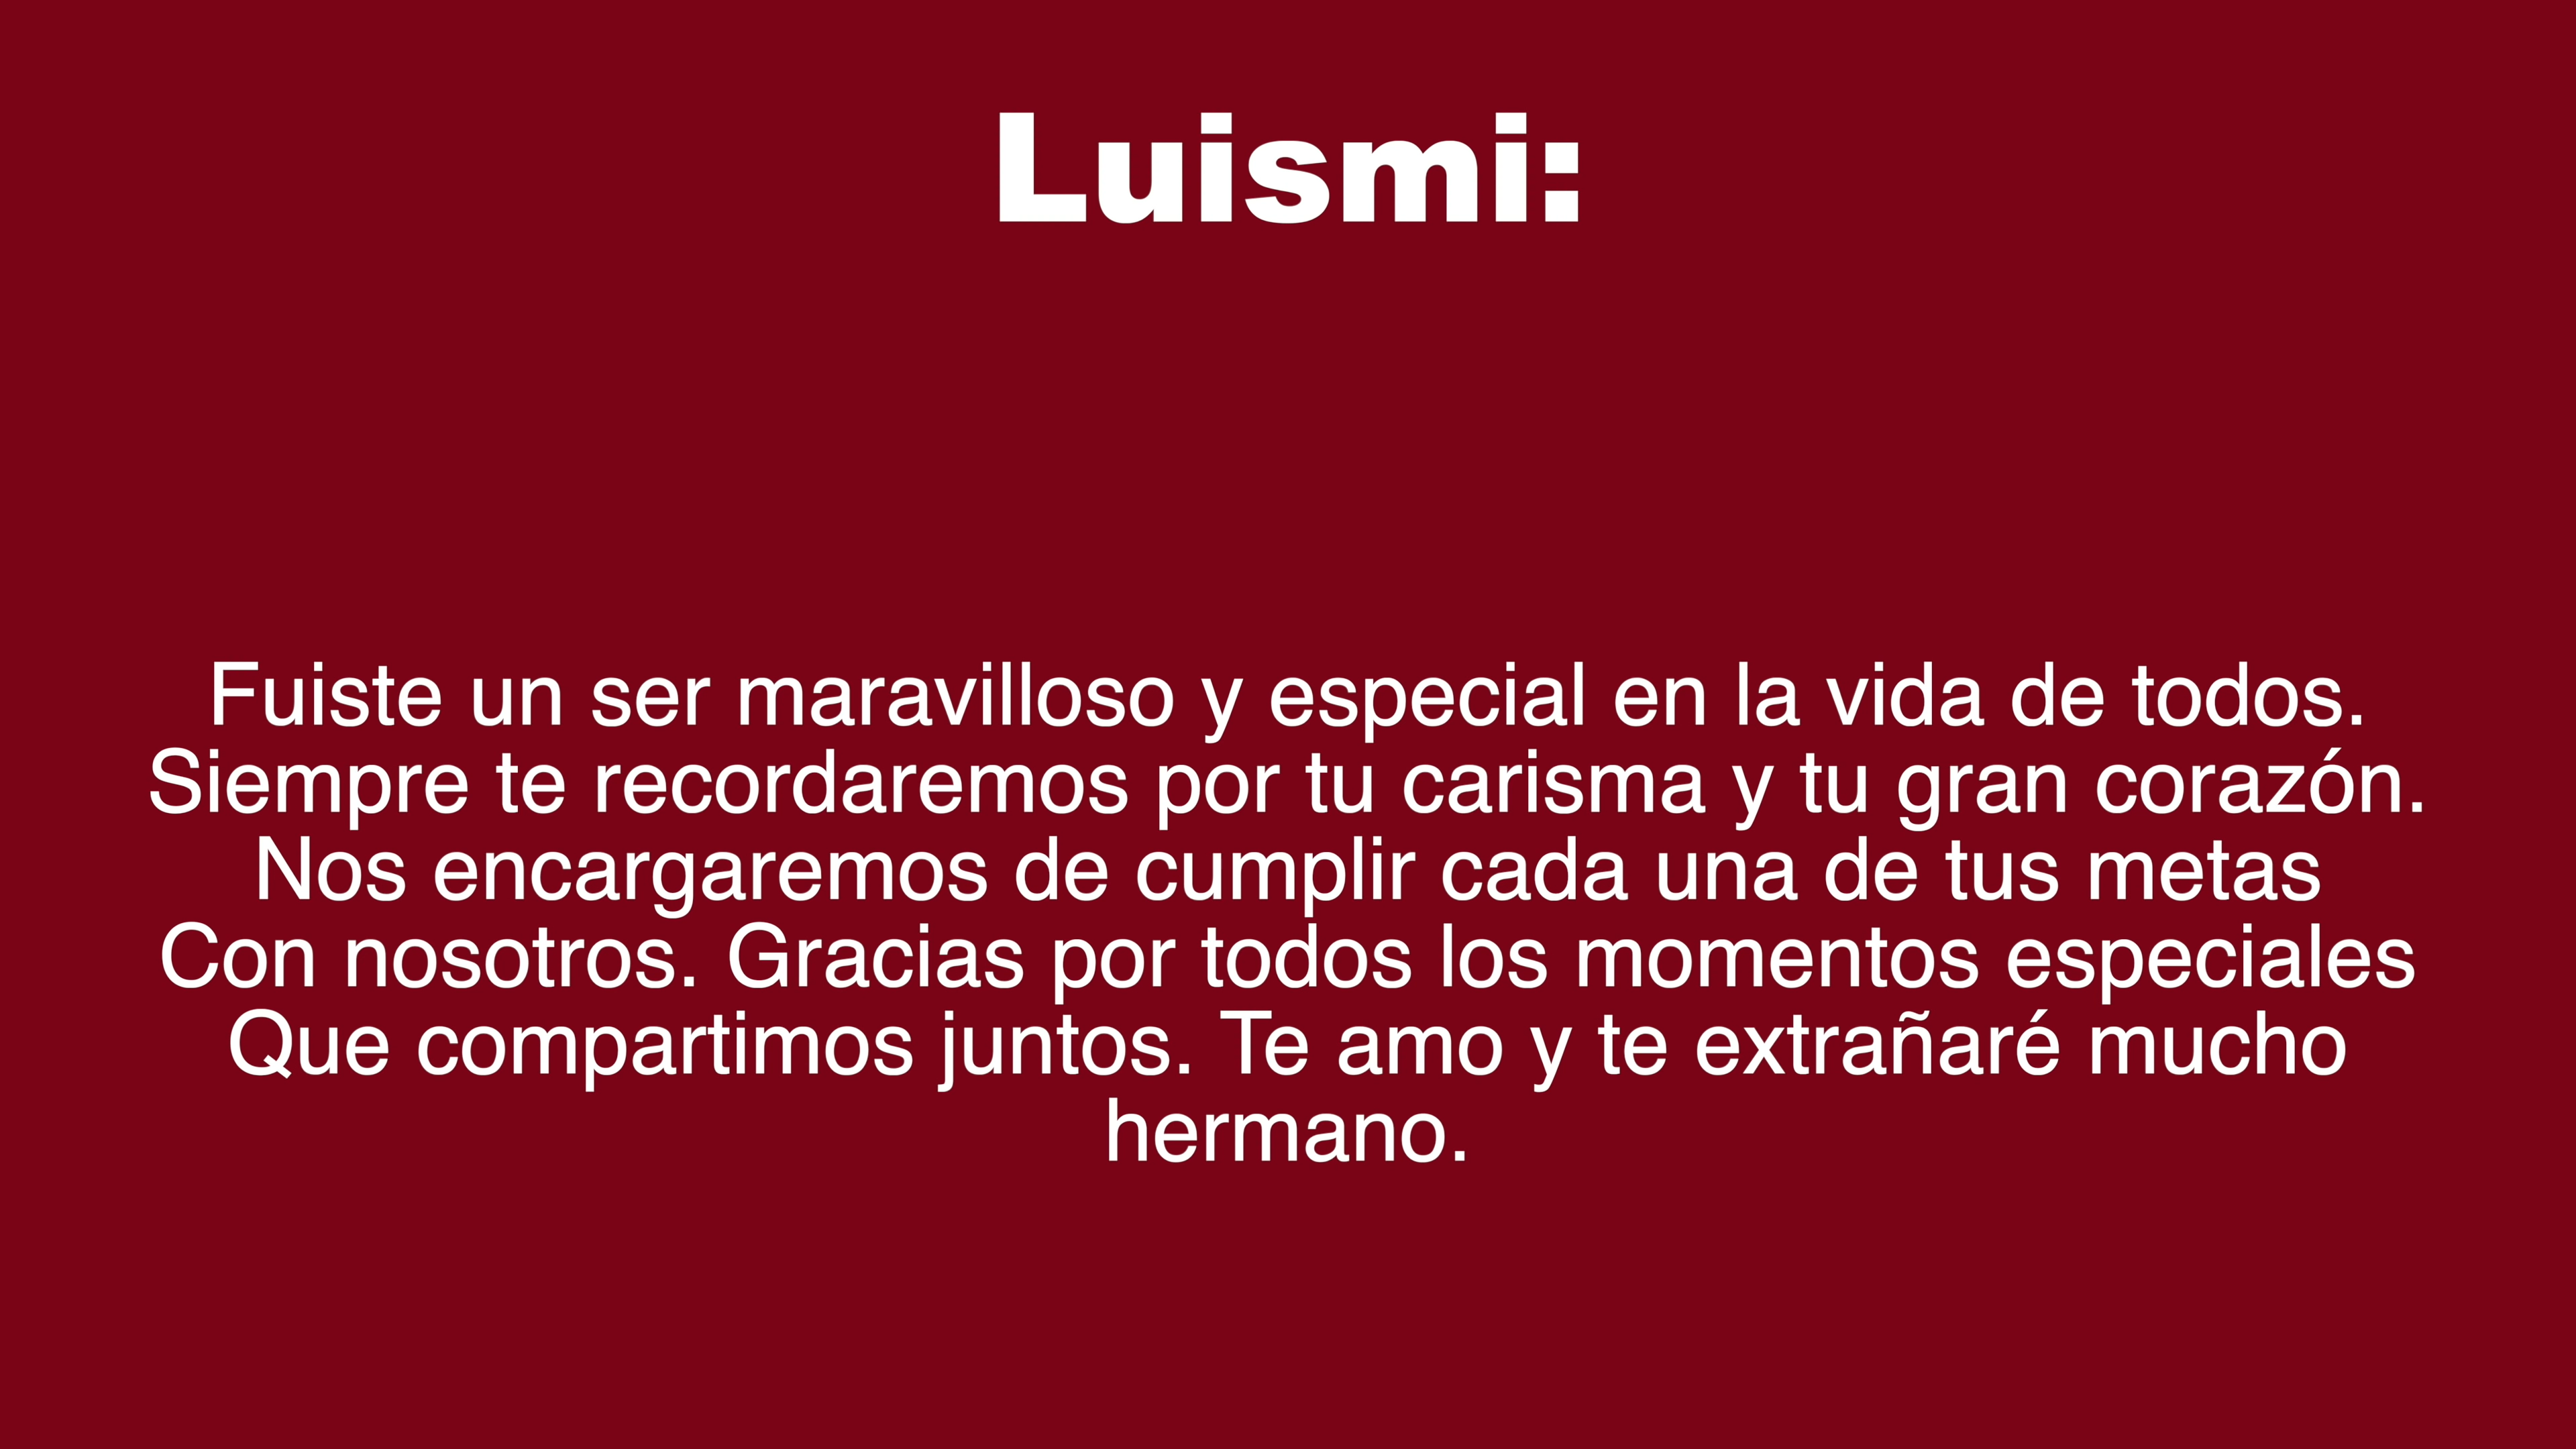 Luismi:
Fuiste un ser maravilloso y especial en la vida de todos.
Siempre te recordaremos por tu carisma y tu gran corazón.
Nos encargaremos de cumplir cada una de tus metas
Con nosotros. Gracias por todos los momentos especiales
Que compartimos juntos. Te amo y te extrañaré mucho
hermano.